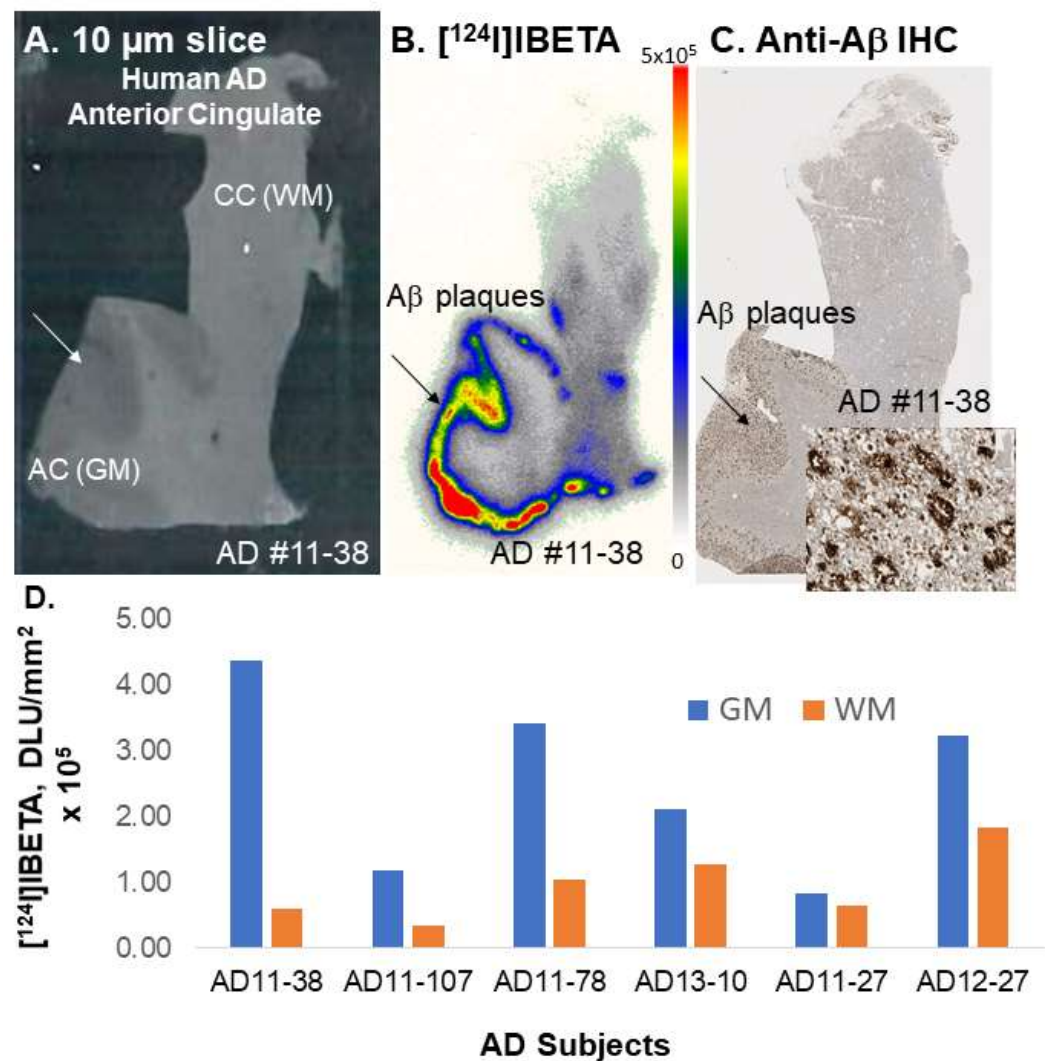 A. 10 µm slice
Human AD
Anterior Cingulate
CC (WM)
AC (GM)
AD #11-38
B. [¹²⁴I]IBETA
5x10⁵
Aβ plaques
0
AD #11-38
C. Anti-Aβ IHC
Aβ plaques
AD #11-38
D.
[¹²⁴I]IBETA, DLU/mm²
x 10⁵
5.00
4.00
3.00
2.00
1.00
0.00
GM WM
AD11-38 AD11-107 AD11-78 AD13-10 AD11-27 AD12-27
AD Subjects